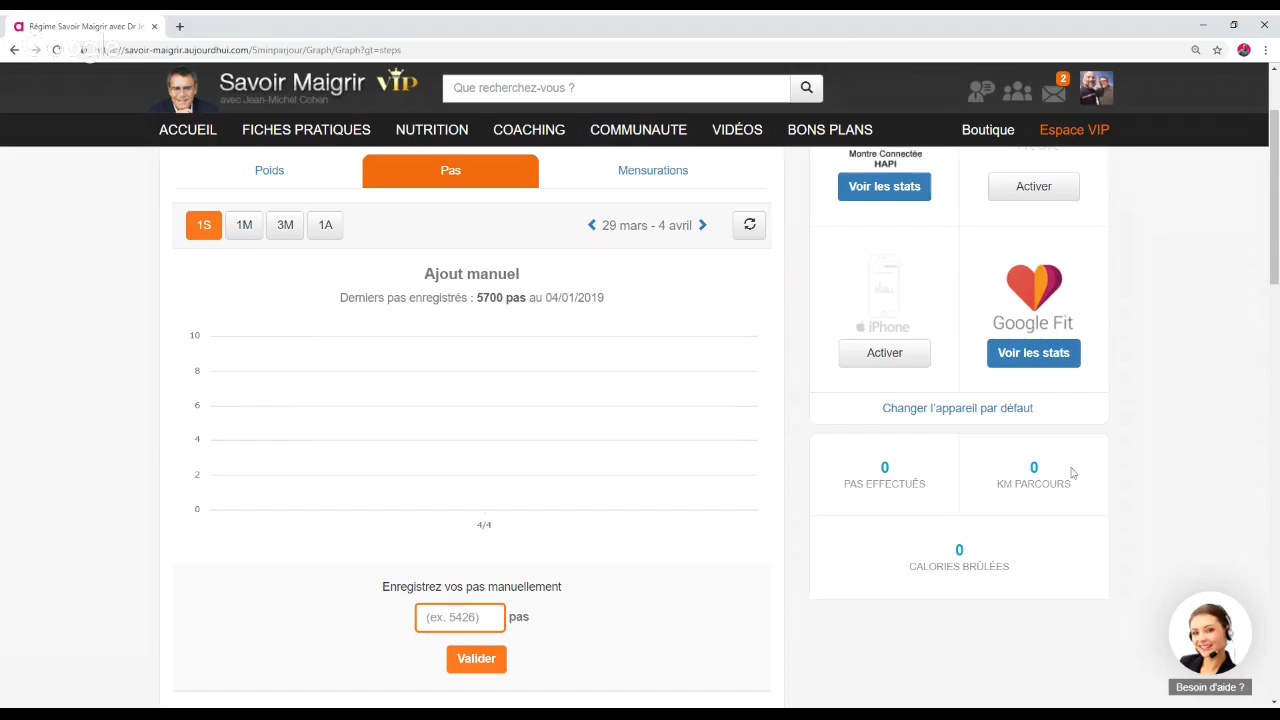 Régime Savoir Maigrir avec Dr Je
savoir-maigrir.aujourdhui.com/5minparjour/Graph/Graph?gt=steps
Savoir Maigrir VIP
avec Jean-Michel Cohen
Que recherchez-vous ?
2
ACCUEIL FICHES PRATIQUES NUTRITION COACHING COMMUNAUTE VIDÉOS BONS PLANS Boutique Espace VIP
Poids Pas Mensurations
1S 1M 3M 1A 29 mars - 4 avril
Ajout manuel
Derniers pas enregistrés : 5700 pas au 04/01/2019
10
8
6
4
2
0
4/4
Enregistrez vos pas manuellement
(ex. 5426) pas
Valider
Montre Connectée
HAPI
Voir les stats Activer
iPhone Google Fit
Activer Voir les stats
Changer l'appareil par défaut
0 0
PAS EFFECTUÉS KM PARCOURS
0
CALORIES BRÛLÉES
Besoin d'aide ?